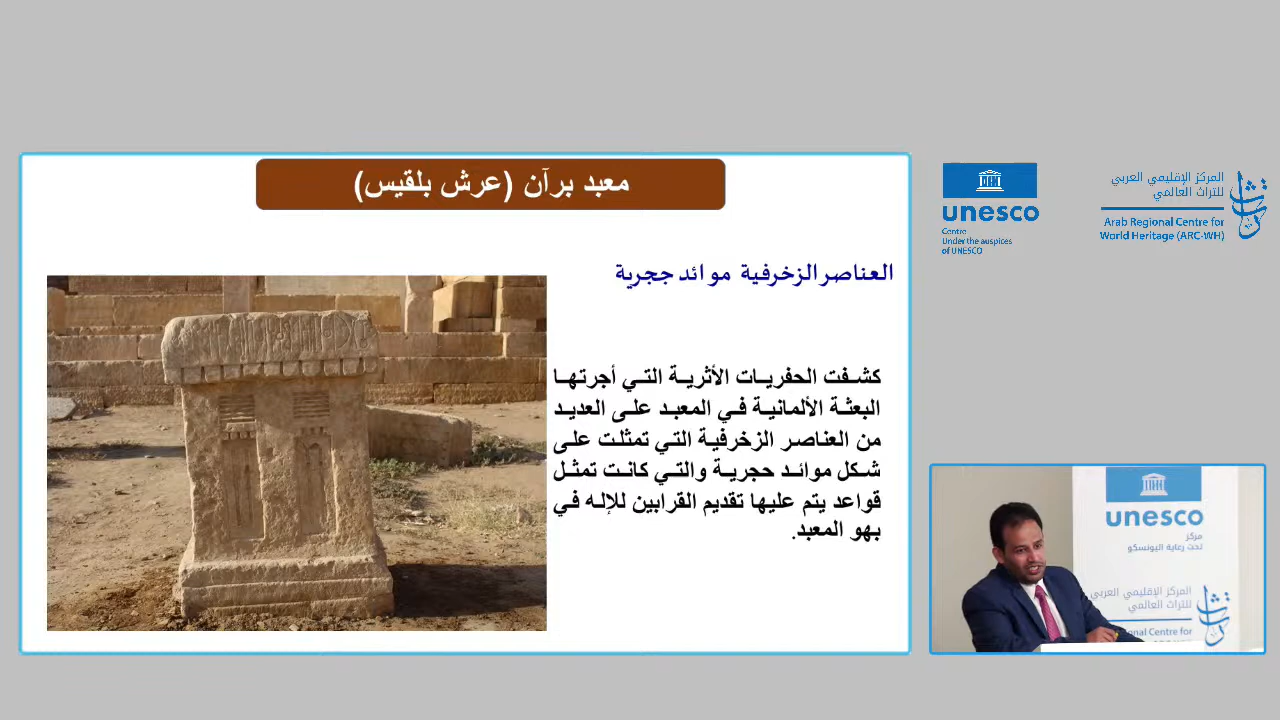 معبد برآن (عرش بلقيس)
العناصر الزخرفية موائد حجرية
كشفت الحفريات الأثرية التي أجرتها
البعثة الألمانية في المعبد على العديد
من العناصر الزخرفية التي تمثلت على
شكل موائد حجرية والتي كانت تمثل
قواعد يتم عليها تقديم القرابين للإله في
بهو المعبد.
unesco
Centre
Under the auspices
of UNESCO
المركز الإقليمي العربي
للتراث العالمي
Arab Regional Centre for
World Heritage (ARC-WH)
unesco
مركز
تحت رعاية اليونسكو
المركز الإقليمي العربي
للتراث العالمي
onal Centre for